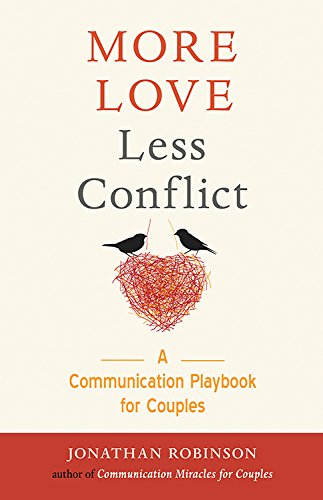 MORE
LOVE
Less
Conflict
A
Communication Playbook
for Couples
JONATHAN ROBINSON
author of Communication Miracles for Couples